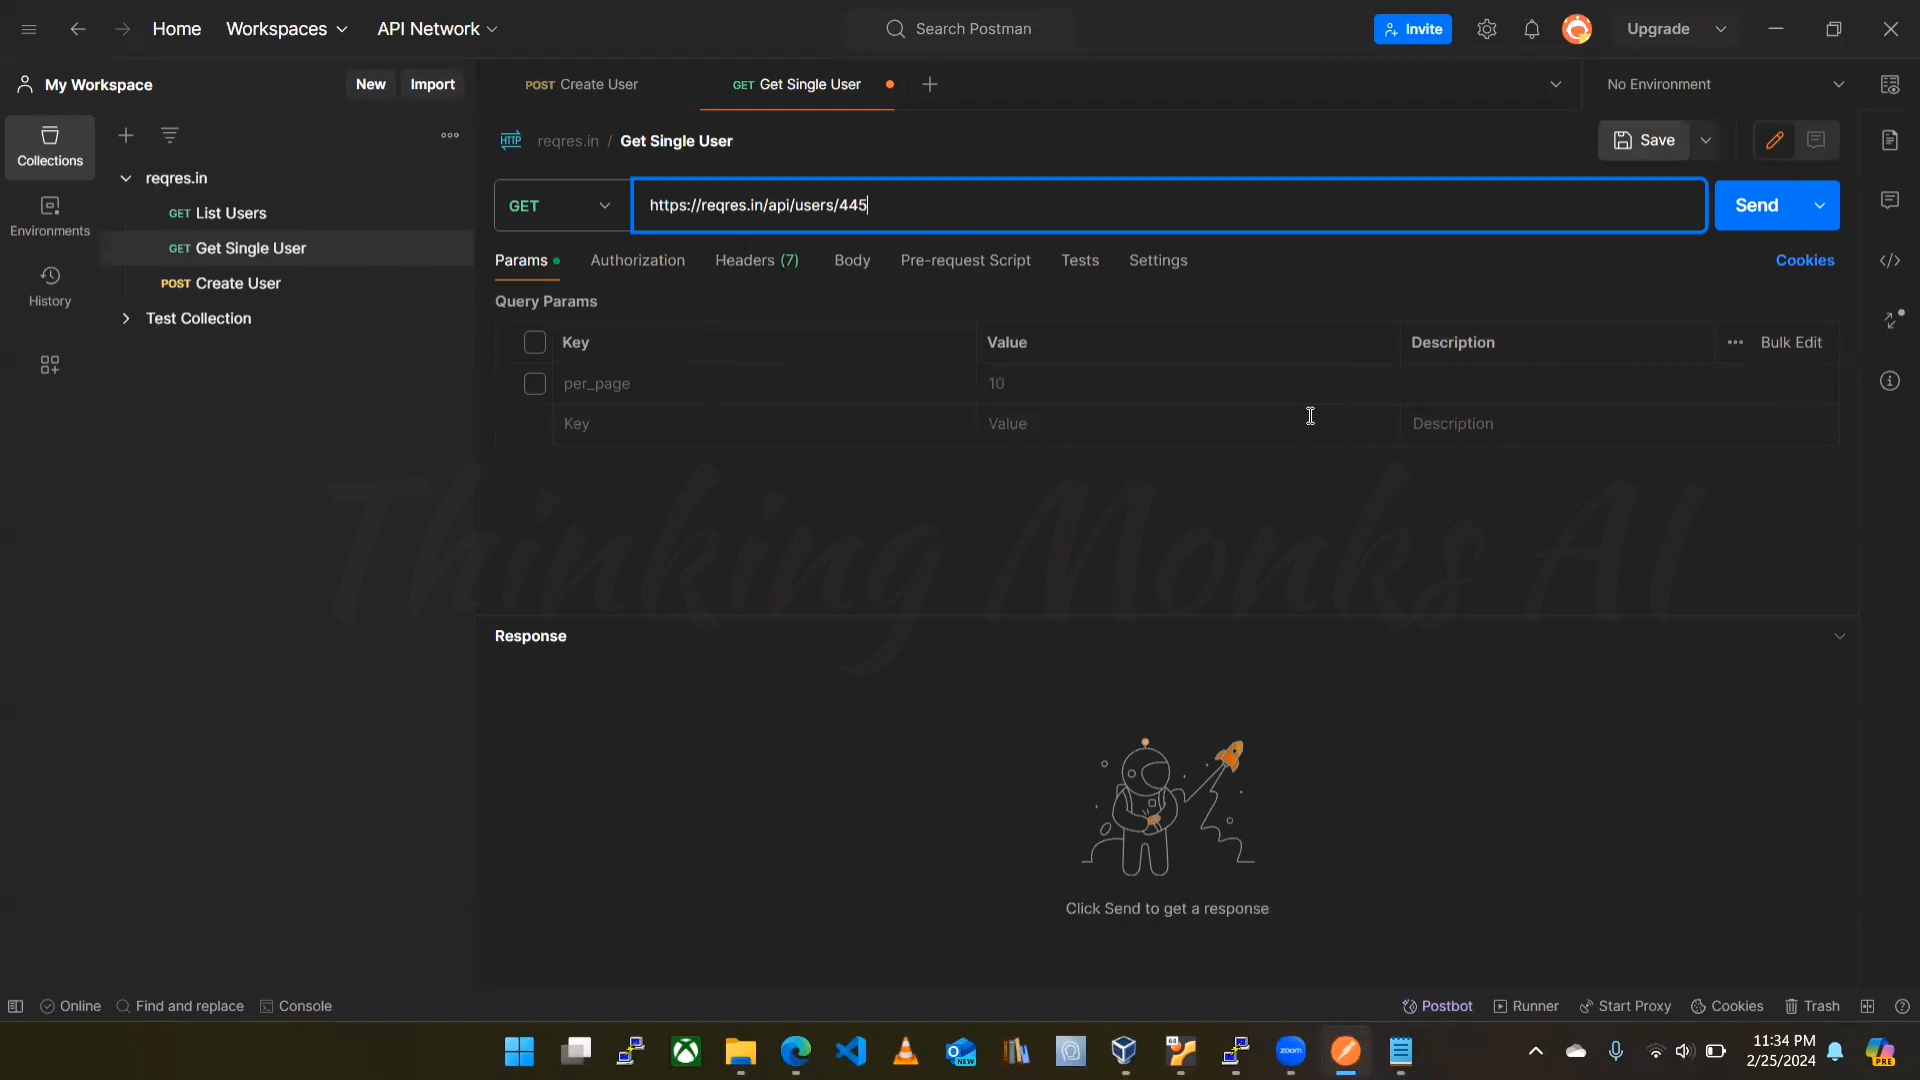 Home Workspaces API Network Search Postman Invite Upgrade
My Workspace New Import POST Create User GET Get Single User No Environment
Collections
Environments
History
reqres.in
GET List Users
GET Get Single User
POST Create User
Test Collection
HTTP reqres.in / Get Single User Save
GET https://reqres.in/api/users/445 Send
Params Authorization Headers (7) Body Pre-request Script Tests Settings Cookies
Query Params
Key Value Description Bulk Edit
per_page 10
Key Value Description
Thinking Monks AI
Response
Click Send to get a response
Online Find and replace Console Postbot Runner Start Proxy Cookies Trash
NEW 64 zoom PRE
11:34 PM
2/25/2024